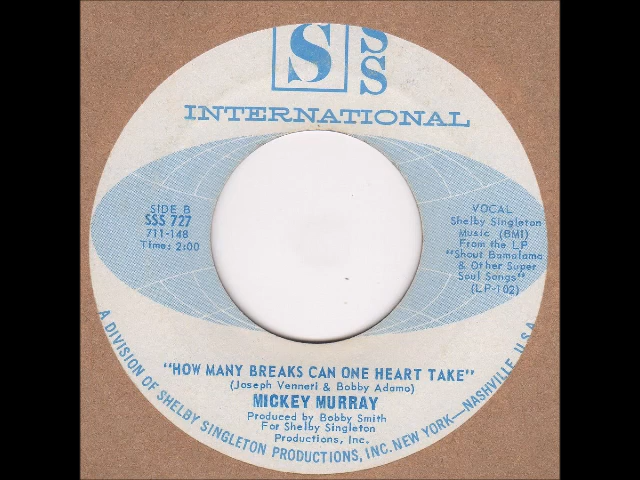 S SSS
INTERNATIONAL
SIDE B
SSS 727
711-148
Time: 2:00
VOCAL
Shelby Singleton
Music (BMI)
From the LP
"Shout Bamalama
& Other Super
Soul Songs"
(LP-102)
"HOW MANY BREAKS CAN ONE HEART TAKE"
(Joseph Venneri & Bobby Adamo)
MICKEY MURRAY
Produced by Bobby Smith
For Shelby Singleton
Productions, Inc.
A DIVISION OF SHELBY SINGLETON PRODUCTIONS, INC. NEW YORK—NASHVILLE, U.S.A.